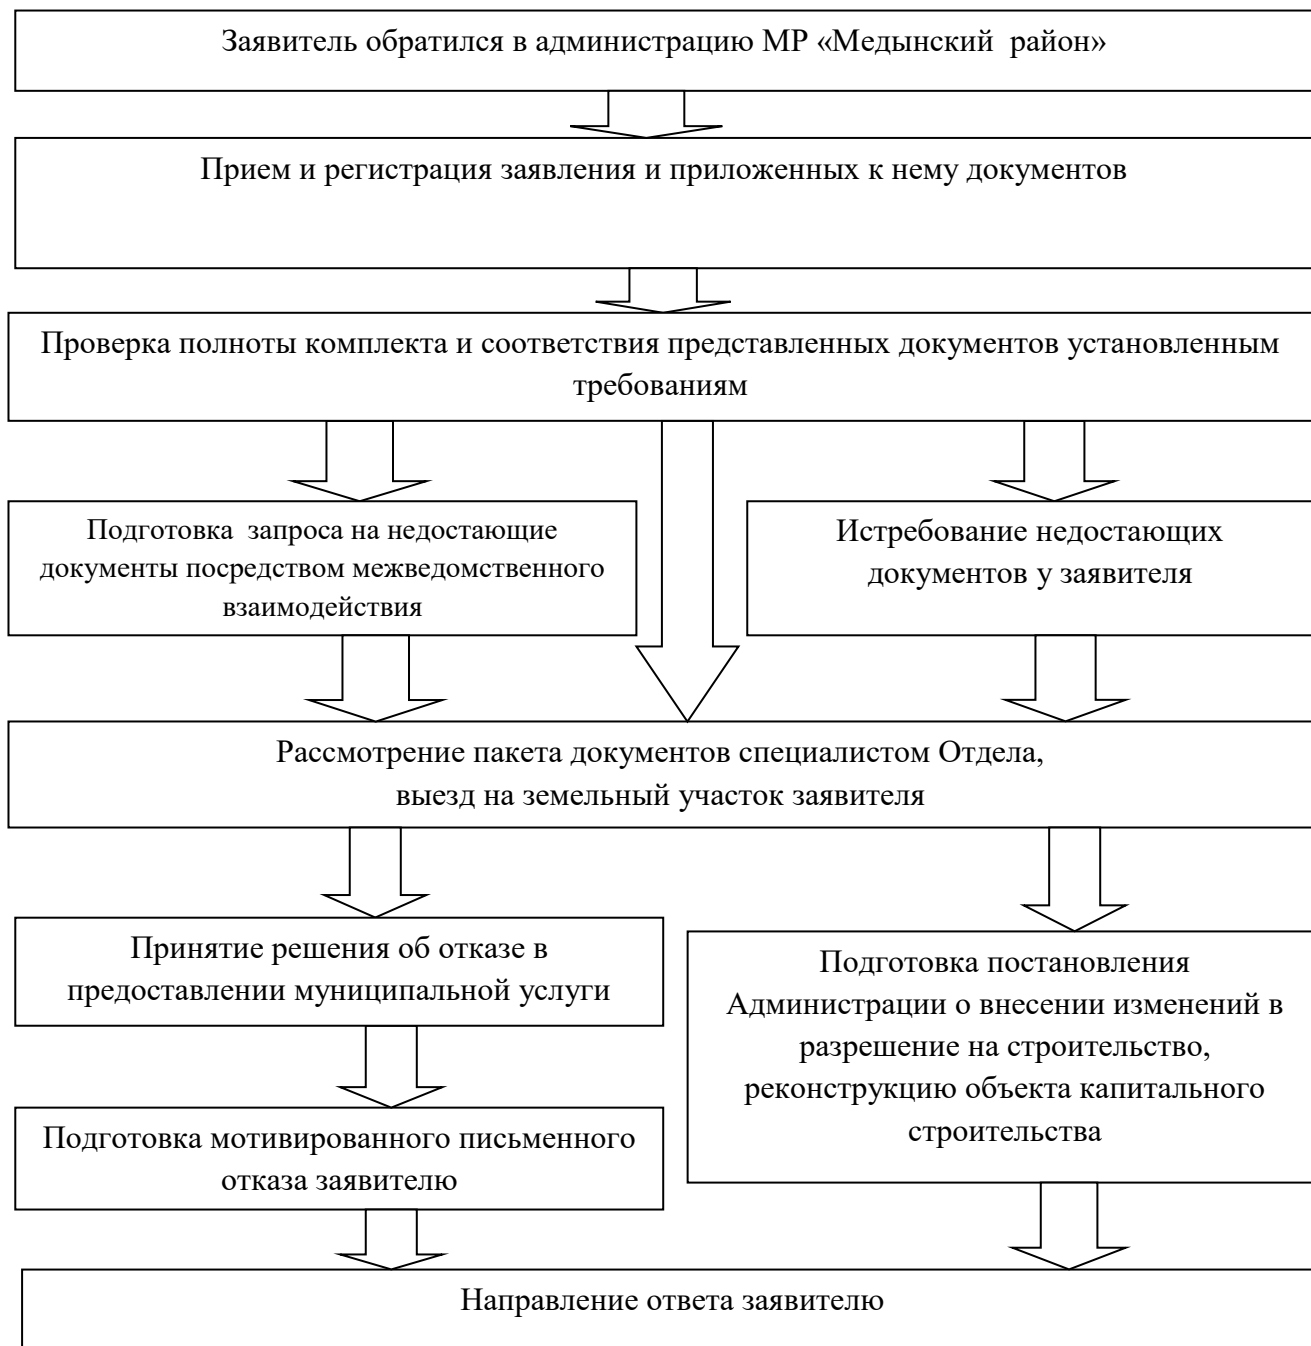 Заявитель обратился в администрацию МР «Медынский район»
Прием и регистрация заявления и приложенных к нему документов
Проверка полноты комплекта и соответствия представленных документов установленным
требованиям
Подготовка запроса на недостающие
документы посредством межведомственного
взаимодействия
Истребование недостающих
документов у заявителя
Рассмотрение пакета документов специалистом Отдела,
выезд на земельный участок заявителя
Принятие решения об отказе в
предоставлении муниципальной услуги
Подготовка мотивированного письменного
отказа заявителю
Подготовка постановления
Администрации о внесении изменений в
разрешение на строительство,
реконструкцию объекта капитального
строительства
Направление ответа заявителю